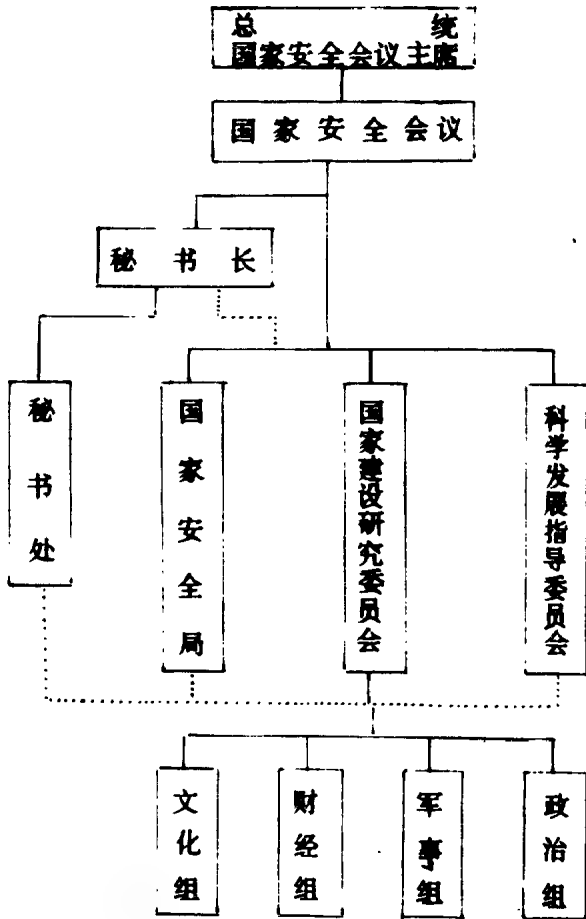 总统
国家安全会议主席
国家安全会议
秘书长
秘书处
国家安全局
国家建设研究委员会
科学发展指导委员会
文化组
财经组
军事组
政治组